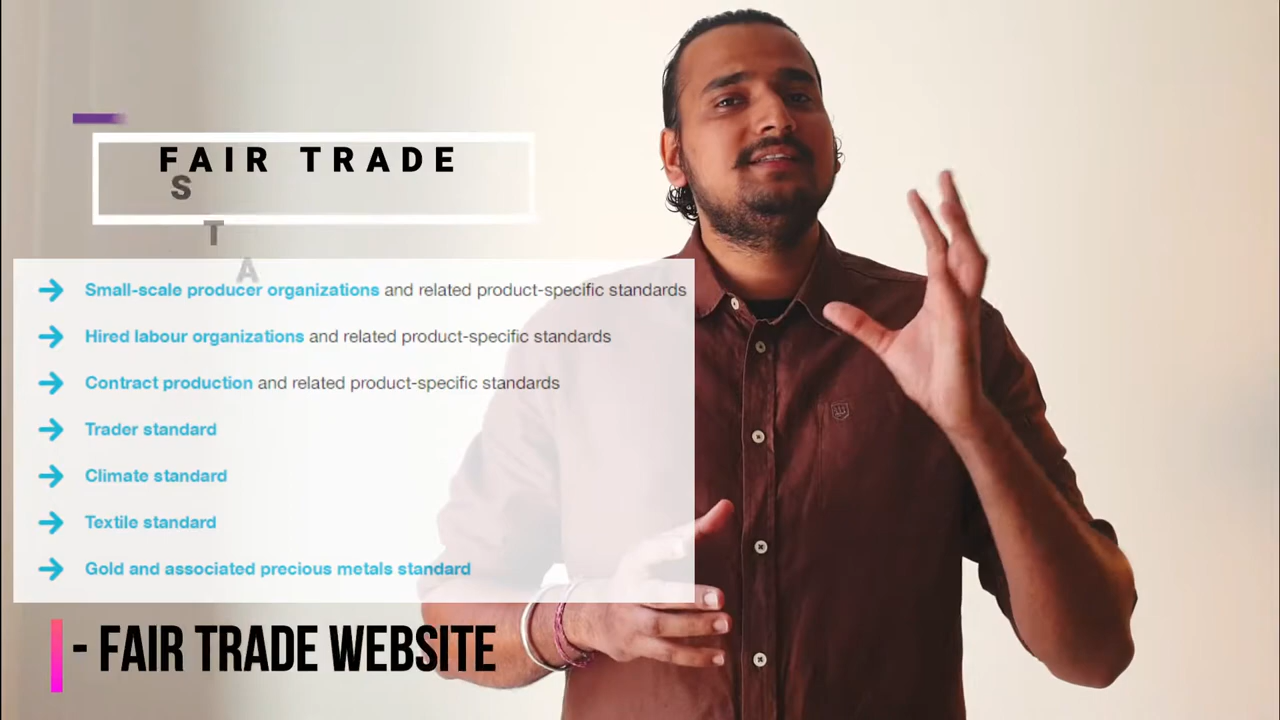 FAIR TRADE
S
T
A
Small-scale producer organizations and related product-specific standards
Hired labour organizations and related product-specific standards
Contract production and related product-specific standards
Trader standard
Climate standard
Textile standard
Gold and associated precious metals standard
- FAIR TRADE WEBSITE